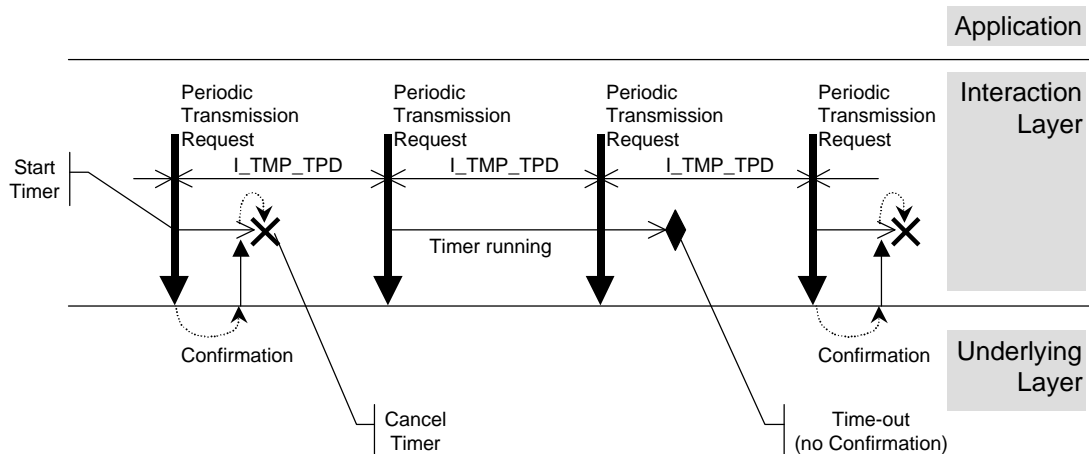 Application
Interaction
Layer
Periodic
Transmission
Request
Periodic
Transmission
Request
Periodic
Transmission
Request
Periodic
Transmission
Request
Start
Timer
I_TMP_TPD
I_TMP_TPD
I_TMP_TPD
Timer running
Confirmation
Confirmation
Underlying
Layer
Cancel
Timer
Time-out
(no Confirmation)